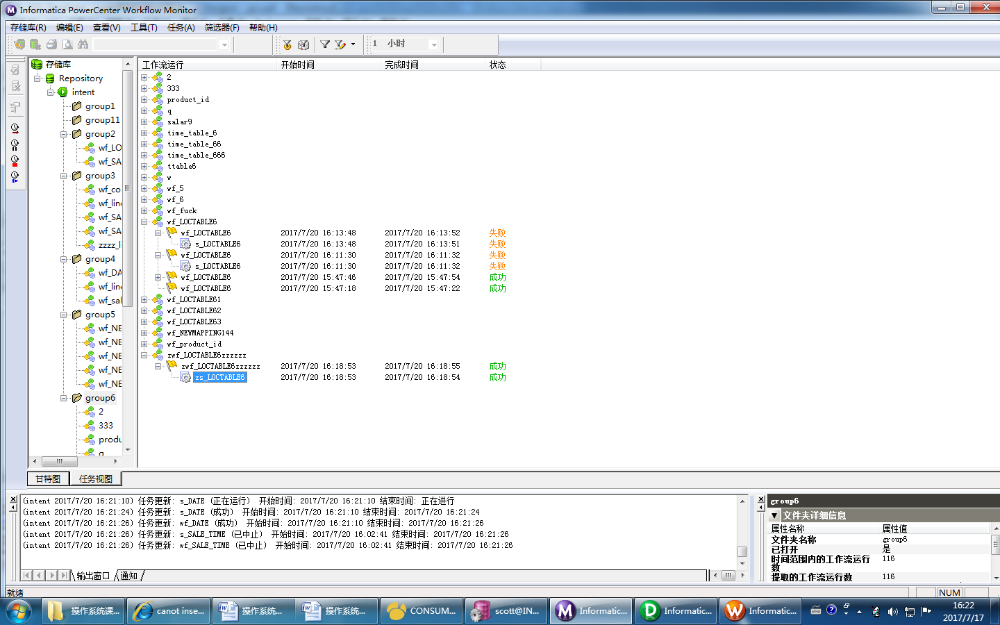 Informatica PowerCenter Workflow Monitor
存储库(R) 编辑(E) 查看(V) 工具(T) 任务(A) 筛选器(F) 帮助(H)
1 小时
存储库
Repository
intent
group1
group11
group2
wf_LO
wf_SA
group3
wf_co
wf_lin
wf_SA
wf_SA
zzzz_l
group4
wf_DA
wf_lin
wf_sal
group5
wf_NE
wf_NE
wf_NE
wf_NE
wf_NE
group6
2
333
produ
q
工作流运行 开始时间 完成时间 状态
2
333
product_id
q
salar9
time_table_6
time_table_66
time_table_666
ttable6
w
wf_5
wf_6
wf_fuck
wf_LOCTABLE6
wf_LOCTABLE6 2017/7/20 16:13:48 2017/7/20 16:13:52 失败
s_LOCTABLE6 2017/7/20 16:13:48 2017/7/20 16:13:51 失败
wf_LOCTABLE6 2017/7/20 16:11:30 2017/7/20 16:11:32 失败
s_LOCTABLE6 2017/7/20 16:11:30 2017/7/20 16:11:32 失败
wf_LOCTABLE6 2017/7/20 15:47:46 2017/7/20 15:47:54 成功
wf_LOCTABLE6 2017/7/20 15:47:18 2017/7/20 15:47:22 成功
wf_LOCTABLE61
wf_LOCTABLE62
wf_LOCTABLE63
wf_NEWMAPPING144
wf_product_id
zwf_LOCTABLE6zzzzzz
zwf_LOCTABLE6zzzzzz 2017/7/20 16:18:53 2017/7/20 16:18:55 成功
zs_LOCTABLE6 2017/7/20 16:18:53 2017/7/20 16:18:54 成功
甘特图 任务视图
(intent 2017/7/20 16:21:10) 任务更新: s_DATE (正在运行) 开始时间: 2017/7/20 16:21:10 结束时间: 正在进行
(intent 2017/7/20 16:21:24) 任务更新: s_DATE (成功) 开始时间: 2017/7/20 16:21:10 结束时间: 2017/7/20 16:21:24
(intent 2017/7/20 16:21:26) 任务更新: wf_DATE (成功) 开始时间: 2017/7/20 16:21:10 结束时间: 2017/7/20 16:21:26
(intent 2017/7/20 16:21:26) 任务更新: s_SALE_TIME (已中止) 开始时间: 2017/7/20 16:02:41 结束时间: 2017/7/20 16:21:26
(intent 2017/7/20 16:21:26) 任务更新: wf_SALE_TIME (已中止) 开始时间: 2017/7/20 16:02:41 结束时间: 2017/7/20 16:21:26
输出窗口 通知
group6
文件夹详细信息
属性名称 属性值
文件夹名称 group6
已打开 是
时间范围内的工作流运行数 116
提取的工作流运行数 116
就绪 NUM
操作系统课... canot inse... 操作系统... 操作系统... CONSUM... scott@IN... Informatic... Informatic... Informatic...
16:22
2017/7/17